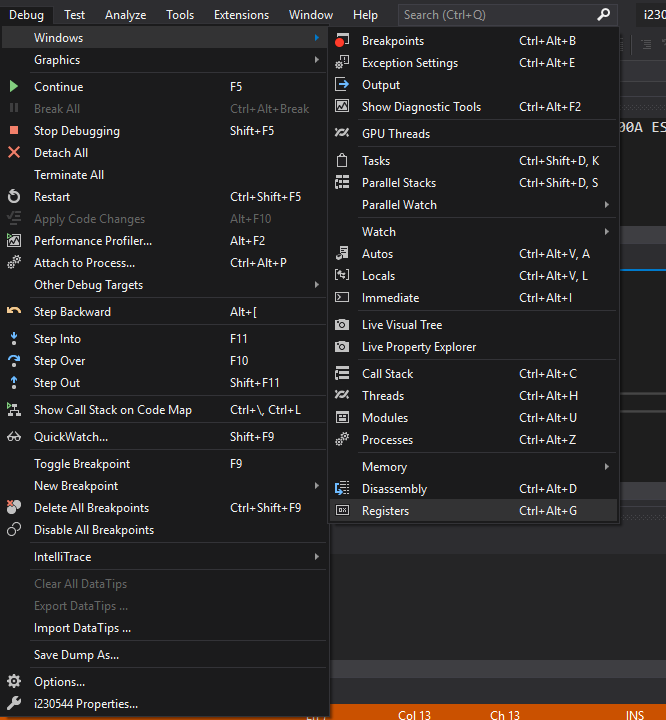 Debug Test Analyze Tools Extensions Window Help Search (Ctrl+Q) i230
Windows
Graphics
Continue F5
Break All Ctrl+Alt+Break
Stop Debugging Shift+F5
Detach All
Terminate All
Restart Ctrl+Shift+F5
Apply Code Changes Alt+F10
Performance Profiler... Alt+F2
Attach to Process... Ctrl+Alt+P
Other Debug Targets
Step Backward Alt+[
Step Into F11
Step Over F10
Step Out Shift+F11
Show Call Stack on Code Map Ctrl+\, Ctrl+L
QuickWatch... Shift+F9
Toggle Breakpoint F9
New Breakpoint
Delete All Breakpoints Ctrl+Shift+F9
Disable All Breakpoints
IntelliTrace
Clear All DataTips
Export DataTips ...
Import DataTips ...
Save Dump As...
Options...
i230544 Properties...
Breakpoints Ctrl+Alt+B
Exception Settings Ctrl+Alt+E
Output
Show Diagnostic Tools Ctrl+Alt+F2
GPU Threads
Tasks Ctrl+Shift+D, K
Parallel Stacks Ctrl+Shift+D, S
Parallel Watch
Watch
Autos Ctrl+Alt+V, A
Locals Ctrl+Alt+V, L
Immediate Ctrl+Alt+I
Live Visual Tree
Live Property Explorer
Call Stack Ctrl+Alt+C
Threads Ctrl+Alt+H
Modules Ctrl+Alt+U
Processes Ctrl+Alt+Z
Memory
Disassembly Ctrl+Alt+D
Registers Ctrl+Alt+G
00A ES
Col 13 Ch 13 INS